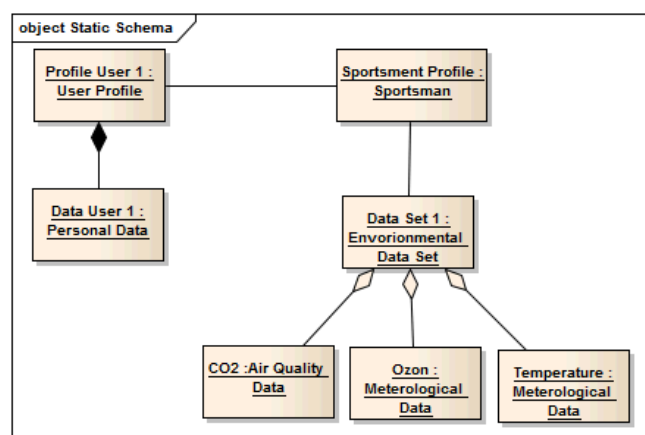 object Static Schema
Profile User 1 :
User Profile
Sportsment Profile :
Sportsman
Data User 1 :
Personal Data
Data Set 1 :
Envorionmental
Data Set
CO2 :Air Quality
Data
Ozon :
Meterological
Data
Temperature :
Meterological
Data